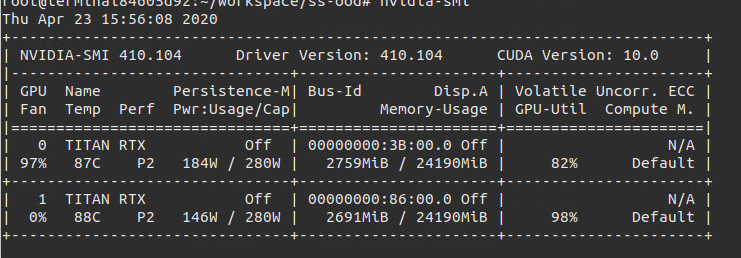 root@terminal84605d92:~/workspace/ss-ood# nvidia-smi
Thu Apr 23 15:56:08 2020
+-----------------------------------------------------------------------------+
| NVIDIA-SMI 410.104      Driver Version: 410.104      CUDA Version: 10.0     |
|-------------------------------+----------------------+----------------------+
| GPU  Name        Persistence-M| Bus-Id        Disp.A | Volatile Uncorr. ECC |
| Fan  Temp  Perf  Pwr:Usage/Cap|         Memory-Usage | GPU-Util  Compute M. |
|===============================+======================+======================|
|   0  TITAN RTX           Off  | 00000000:3B:00.0 Off |                  N/A |
| 97%   87C    P2   184W / 280W |   2759MiB / 24190MiB |     82%      Default |
+-------------------------------+----------------------+----------------------+
|   1  TITAN RTX           Off  | 00000000:86:00.0 Off |                  N/A |
|  0%   88C    P2   146W / 280W |   2691MiB / 24190MiB |     98%      Default |
+-------------------------------+----------------------+----------------------+